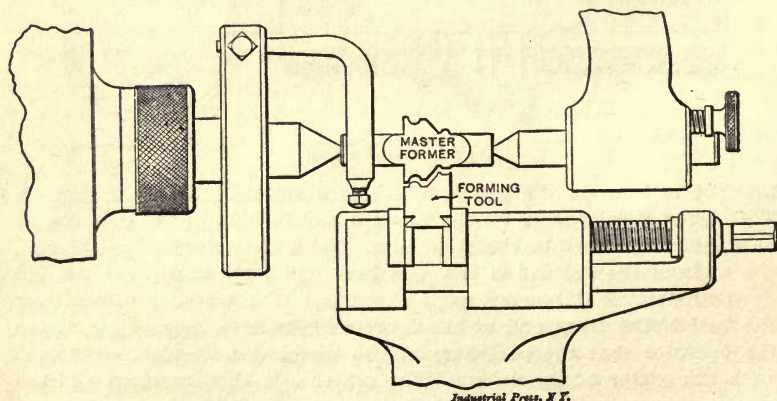 MASTER
FORMER
FORMING
TOOL
Industrial Press, N.Y.